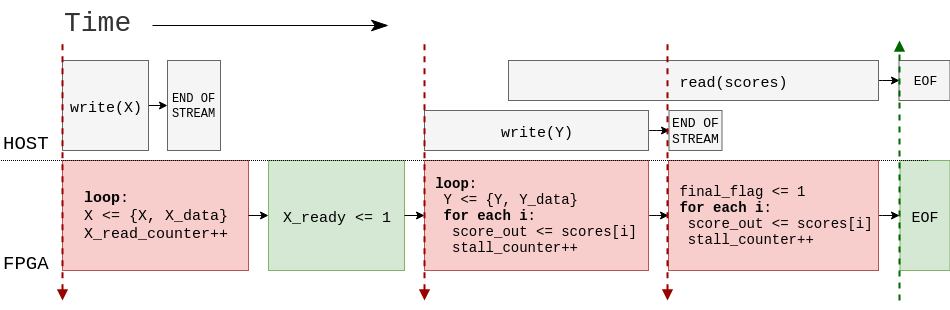 Time
write(X)
END OF
STREAM
read(scores)
EOF
write(Y)
END OF
STREAM
HOST
loop:
X <= {X, X_data}
X_read_counter++
X_ready <= 1
loop:
Y <= {Y, Y_data}
for each i:
score_out <= scores[i]
stall_counter++
final_flag <= 1
for each i:
score_out <= scores[i]
stall_counter++
EOF
FPGA